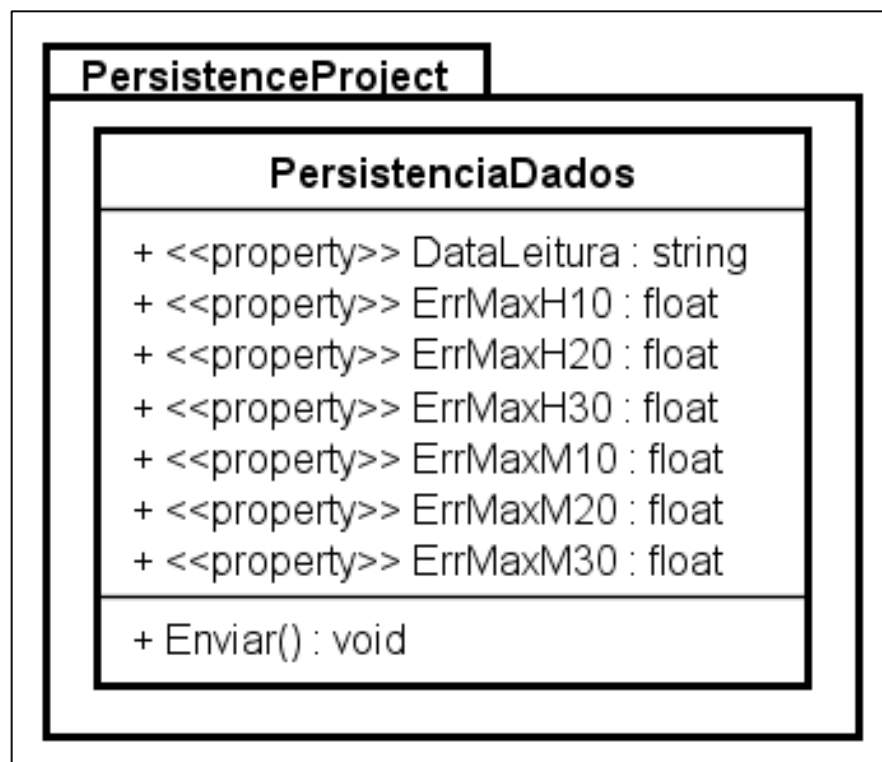 PersistenceProject
PersistenciaDados
+ <<property>> DataLeitura : string
+ <<property>> ErrMaxH10 : float
+ <<property>> ErrMaxH20 : float
+ <<property>> ErrMaxH30 : float
+ <<property>> ErrMaxM10 : float
+ <<property>> ErrMaxM20 : float
+ <<property>> ErrMaxM30 : float
+ Enviar() : void